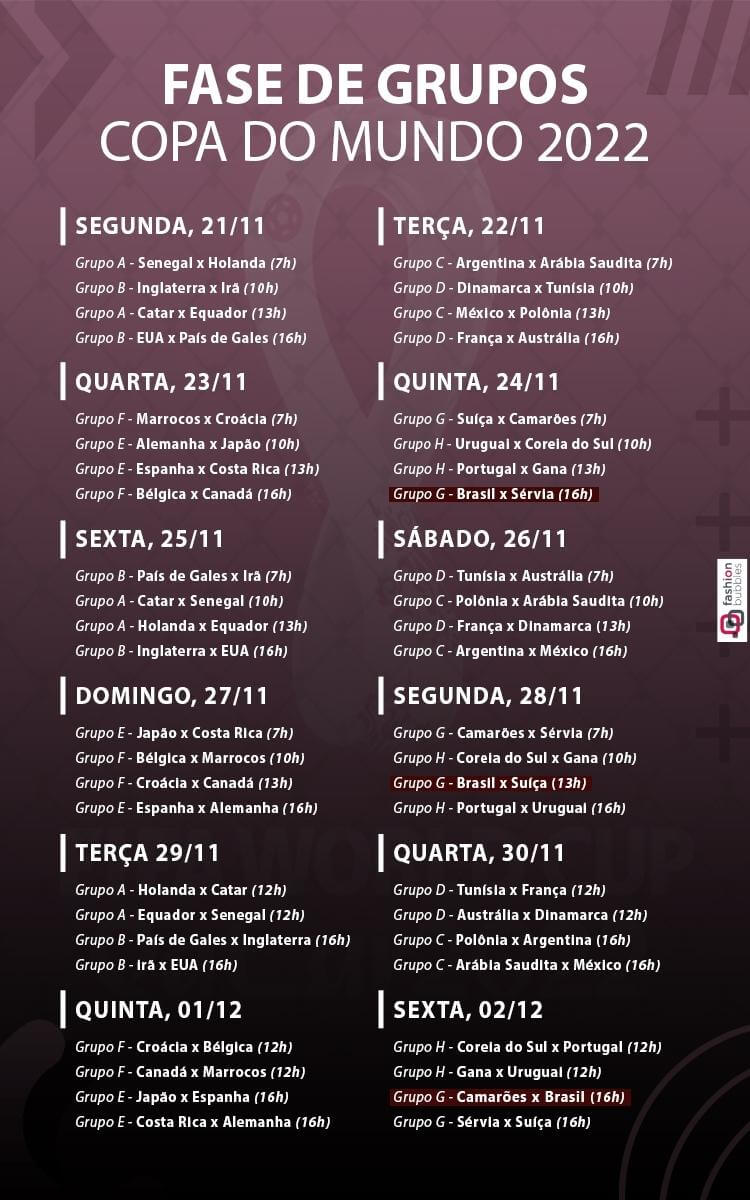 FASE DE GRUPOS
COPA DO MUNDO 2022
SEGUNDA, 21/11
Grupo A - Senegal x Holanda (7h)
Grupo B - Inglaterra x Irã (10h)
Grupo A - Catar x Equador (13h)
Grupo B - EUA x País de Gales (16h)
TERÇA, 22/11
Grupo C - Argentina x Arábia Saudita (7h)
Grupo D - Dinamarca x Tunísia (10h)
Grupo C - México x Polônia (13h)
Grupo D - França x Austrália (16h)
QUARTA, 23/11
Grupo F - Marrocos x Croácia (7h)
Grupo E - Alemanha x Japão (10h)
Grupo E - Espanha x Costa Rica (13h)
Grupo F - Bélgica x Canadá (16h)
QUINTA, 24/11
Grupo G - Suíça x Camarões (7h)
Grupo H - Uruguai x Coreia do Sul (10h)
Grupo H - Portugal x Gana (13h)
Grupo G - Brasil x Sérvia (16h)
SEXTA, 25/11
Grupo B - País de Gales x Irã (7h)
Grupo A - Catar x Senegal (10h)
Grupo A - Holanda x Equador (13h)
Grupo B - Inglaterra x EUA (16h)
SÁBADO, 26/11
Grupo D - Tunísia x Austrália (7h)
Grupo C - Polônia x Arábia Saudita (10h)
Grupo D - França x Dinamarca (13h)
Grupo C - Argentina x México (16h)
DOMINGO, 27/11
Grupo E - Japão x Costa Rica (7h)
Grupo F - Bélgica x Marrocos (10h)
Grupo F - Croácia x Canadá (13h)
Grupo E - Espanha x Alemanha (16h)
SEGUNDA, 28/11
Grupo G - Camarões x Sérvia (7h)
Grupo H - Coreia do Sul x Gana (10h)
Grupo G - Brasil x Suíça (13h)
Grupo H - Portugal x Uruguai (16h)
TERÇA 29/11
Grupo A - Holanda x Catar (12h)
Grupo A - Equador x Senegal (12h)
Grupo B - País de Gales x Inglaterra (16h)
Grupo B - irã x EUA (16h)
QUARTA, 30/11
Grupo D - Tunísia x França (12h)
Grupo D - Austrália x Dinamarca (12h)
Grupo C - Polônia x Argentina (16h)
Grupo C - Arábia Saudita x México (16h)
QUINTA, 01/12
Grupo F - Croácia x Bélgica (12h)
Grupo F - Canadá x Marrocos (12h)
Grupo E - Japão x Espanha (16h)
Grupo E - Costa Rica x Alemanha (16h)
SEXTA, 02/12
Grupo H - Coreia do Sul x Portugal (12h)
Grupo H - Gana x Uruguai (12h)
Grupo G - Camarões x Brasil (16h)
Grupo G - Sérvia x Suíça (16h)
fashion
bubbles